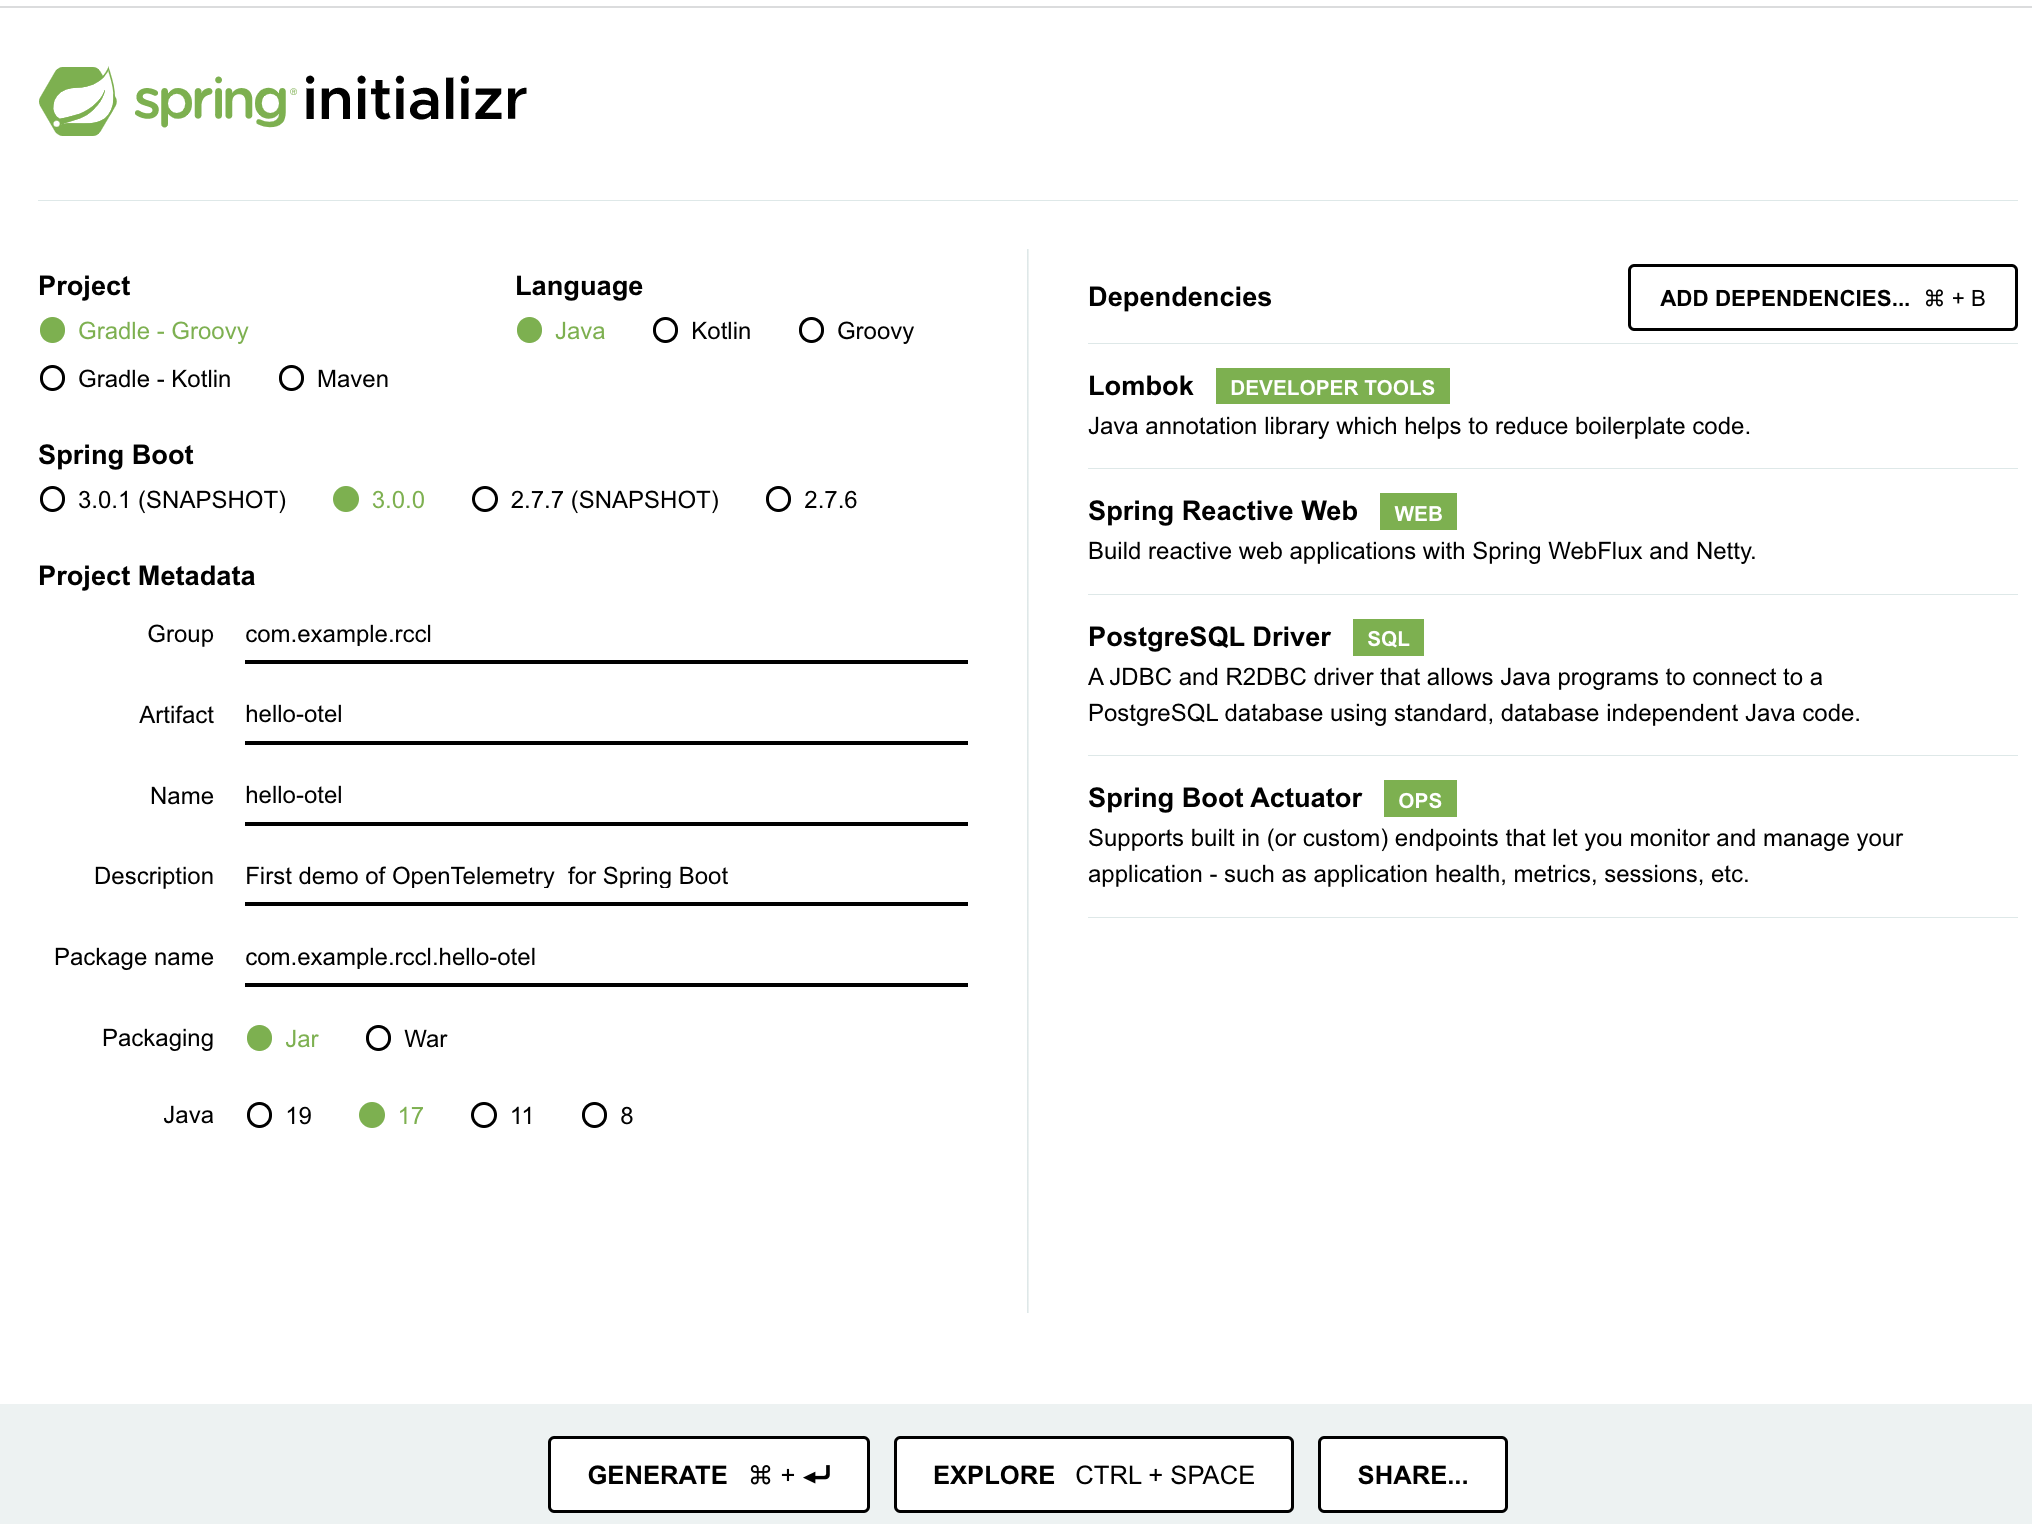 spring® initializr
Project
Gradle - Groovy
Gradle - Kotlin Maven
Language
Java Kotlin Groovy
Spring Boot
3.0.1 (SNAPSHOT) 3.0.0 2.7.7 (SNAPSHOT) 2.7.6
Project Metadata
Group com.example.rccl
Artifact hello-otel
Name hello-otel
Description First demo of OpenTelemetry  for Spring Boot
Package name com.example.rccl.hello-otel
Packaging Jar War
Java 19 17 11 8
Dependencies ADD DEPENDENCIES... ⌘ + B
Lombok DEVELOPER TOOLS
Java annotation library which helps to reduce boilerplate code.
Spring Reactive Web WEB
Build reactive web applications with Spring WebFlux and Netty.
PostgreSQL Driver SQL
A JDBC and R2DBC driver that allows Java programs to connect to a
PostgreSQL database using standard, database independent Java code.
Spring Boot Actuator OPS
Supports built in (or custom) endpoints that let you monitor and manage your
application - such as application health, metrics, sessions, etc.
GENERATE ⌘ + ⏎ EXPLORE CTRL + SPACE SHARE...